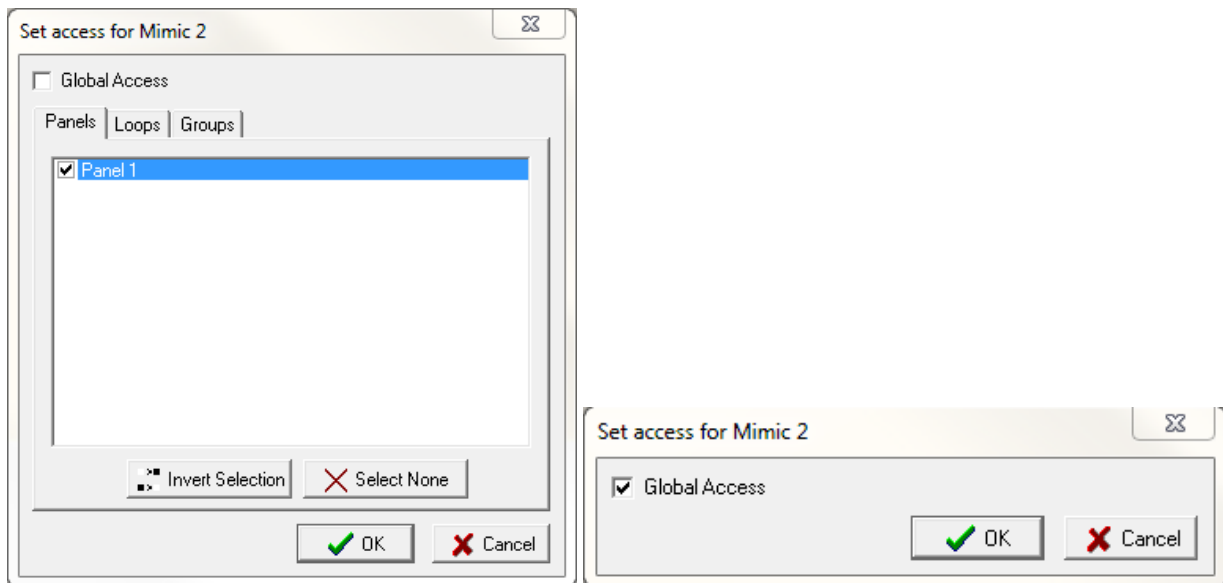 Set access for Mimic 2
Global Access
Panels Loops Groups
Panel 1
Invert Selection Select None
OK Cancel
Set access for Mimic 2
Global Access
OK Cancel